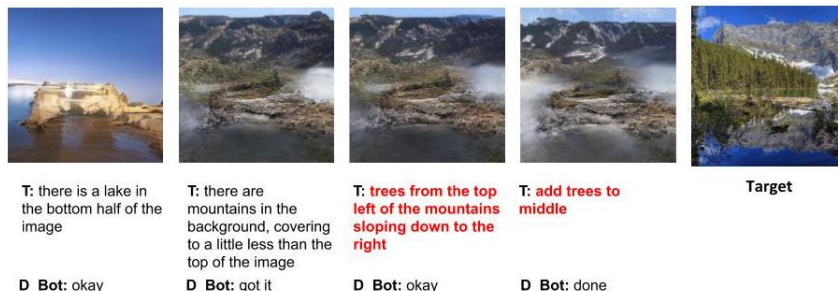 T: there is a lake in
the bottom half of the
image
D_Bot: okay
T: there are
mountains in the
background, covering
to a little less than the
top of the image
D_Bot: got it
T: trees from the top
left of the mountains
sloping down to the
right
D_Bot: okay
T: add trees to
middle
D_Bot: done
Target